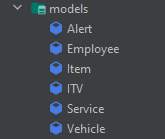 models
Alert
Employee
Item
ITV
Service
Vehicle